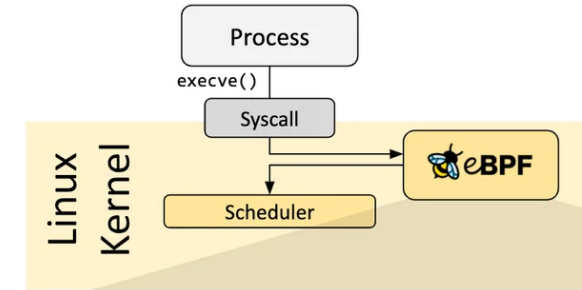 Process
execve()
Syscall
eBPF
Linux
Kernel
Scheduler